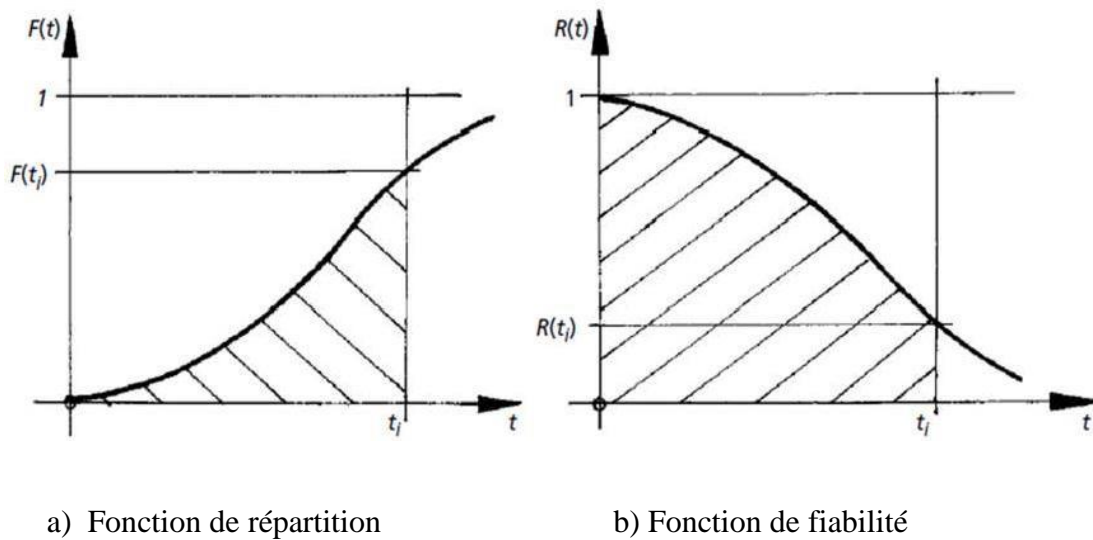 F(t)
R(t)
1
1
F(ti)
R(ti)
ti
t
ti
t
a) Fonction de répartition
b) Fonction de fiabilité